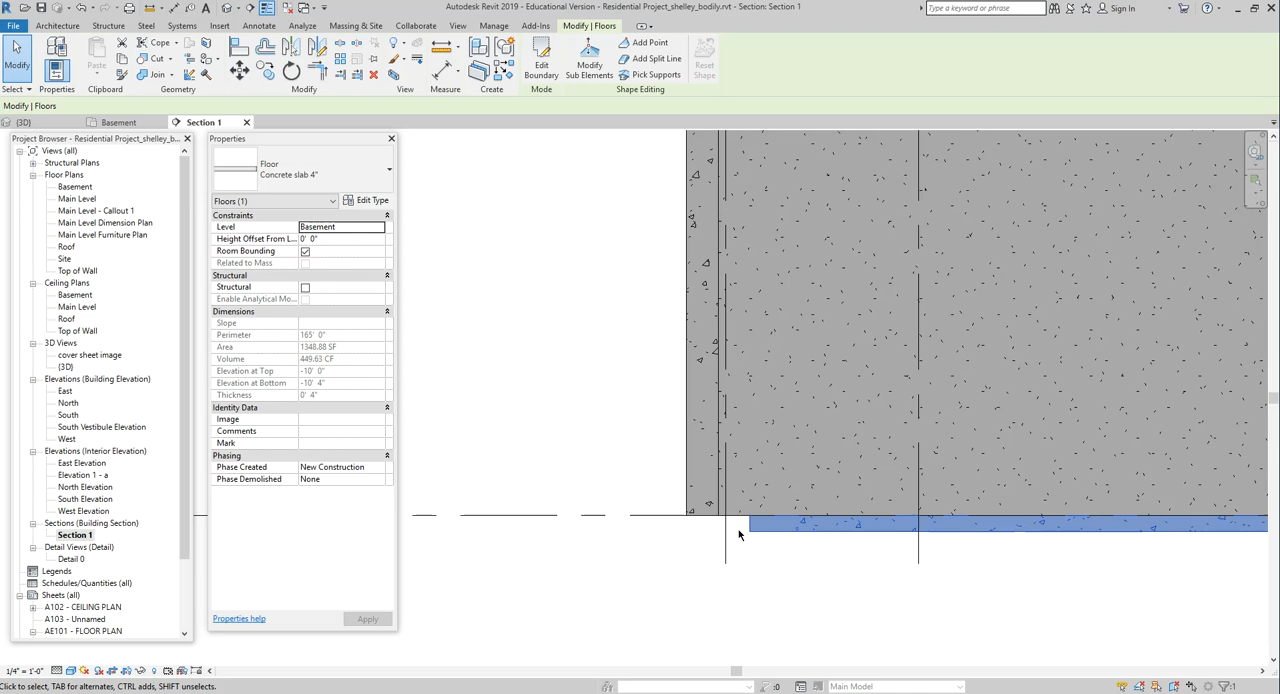 Autodesk Revit 2019 - Educational Version - Residential Project_shelley_bodily.rvt - Section: Section 1
Type a keyword or phrase
Sign In
File Architecture Structure Steel Systems Insert Annotate Analyze Massing & Site Collaborate View Manage Add-Ins Modify | Floors
Modify
Paste
Cope
Cut
Join
Edit Boundary
Modify Sub Elements
Add Point
Add Split Line
Pick Supports
Reset Shape
Select Properties Clipboard Geometry Modify View Measure Create Mode Shape Editing
Modify | Floors
{3D} Basement Section 1
Project Browser - Residential Project_shelley_b...
Views (all)
Structural Plans
Floor Plans
Basement
Main Level
Main Level - Callout 1
Main Level Dimension Plan
Main Level Furniture Plan
Roof
Site
Top of Wall
Ceiling Plans
Basement
Main Level
Roof
Top of Wall
3D Views
cover sheet image
{3D}
Elevations (Building Elevation)
East
North
South
South Vestibule Elevation
West
Elevations (Interior Elevation)
East Elevation
Elevation 1 - a
North Elevation
South Elevation
West Elevation
Sections (Building Section)
Section 1
Detail Views (Detail)
Detail 0
Legends
Schedules/Quantities (all)
Sheets (all)
A102 - CEILING PLAN
A103 - Unnamed
AE101 - FLOOR PLAN
Properties
Floor
Concrete slab 4"
Floors (1) Edit Type
Constraints
Level Basement
Height Offset From L... 0' 0"
Room Bounding
Related to Mass
Structural
Structural
Enable Analytical Mo...
Dimensions
Slope
Perimeter 165' 0"
Area 1348.88 SF
Volume 449.63 CF
Elevation at Top -10' 0"
Elevation at Bottom -10' 4"
Thickness 0' 4"
Identity Data
Image
Comments
Mark
Phasing
Phase Created New Construction
Phase Demolished None
Properties help Apply
1/4" = 1'-0"
Click to select, TAB for alternates, CTRL adds, SHIFT unselects.
:0
Main Model
:1